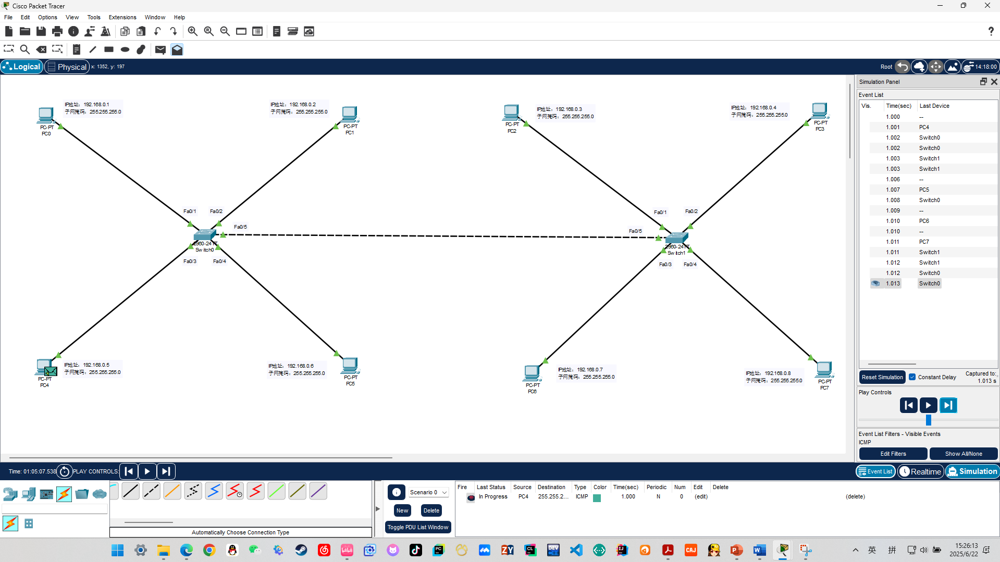 Cisco Packet Tracer
File Edit Options View Tools Extensions Window Help
Logical Physical x: 1352, y: 197
Root 14:18:00
IP地址：192.168.0.1
子网掩码：255.255.255.0
PC-PT
PC0
IP地址：192.168.0.2
子网掩码：255.255.255.0
PC-PT
PC1
IP地址：192.168.0.3
子网掩码：255.255.255.0
PC-PT
PC2
IP地址：192.168.0.4
子网掩码：255.255.255.0
PC-PT
PC3
Fa0/1 Fa0/2
Fa0/5
2960-24TT
Switch0
Fa0/3 Fa0/4
Fa0/1 Fa0/2
Fa0/5
2960-24TT
Switch1
Fa0/3 Fa0/4
IP地址：192.168.0.5
子网掩码：255.255.255.0
PC-PT
PC4
IP地址：192.168.0.6
子网掩码：255.255.255.0
PC-PT
PC5
IP地址：192.168.0.7
子网掩码：255.255.255.0
PC-PT
PC6
IP地址：192.168.0.8
子网掩码：255.255.255.0
PC-PT
PC7
Simulation Panel
Event List
Vis. Time(sec) Last Device
1.000 --
1.001 PC4
1.002 Switch0
1.002 Switch0
1.003 Switch1
1.003 Switch1
1.006 --
1.007 PC5
1.008 Switch0
1.009 --
1.010 PC6
1.010 --
1.011 PC7
1.011 Switch1
1.012 Switch1
1.012 Switch0
1.013 Switch0
Reset Simulation Constant Delay Captured to:
1.013 s
Play Controls
Event List Filters - Visible Events
ICMP
Edit Filters Show All/None
Time: 01:05:07.538 PLAY CONTROLS:
Event List Realtime Simulation
Scenario 0
New Delete
Toggle PDU List Window
Automatically Choose Connection Type
Fire Last Status Source Destination Type Color Time(sec) Periodic Num Edit Delete
In Progress PC4 255.255.2... ICMP 1.000 N 0 (edit) (delete)
PC ZY CL DEV IJ CAJ P W
英 拼
15:26:13
2025/6/22